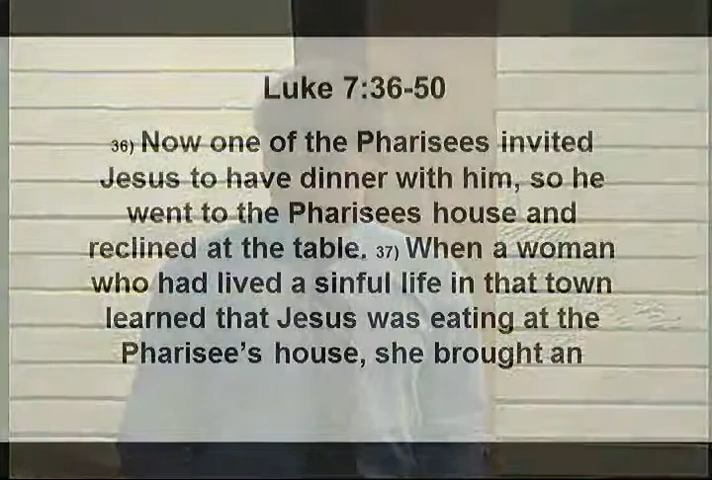 Luke 7:36-50
36) Now one of the Pharisees invited
Jesus to have dinner with him, so he
went to the Pharisees house and
reclined at the table. 37) When a woman
who had lived a sinful life in that town
learned that Jesus was eating at the
Pharisee's house, she brought an